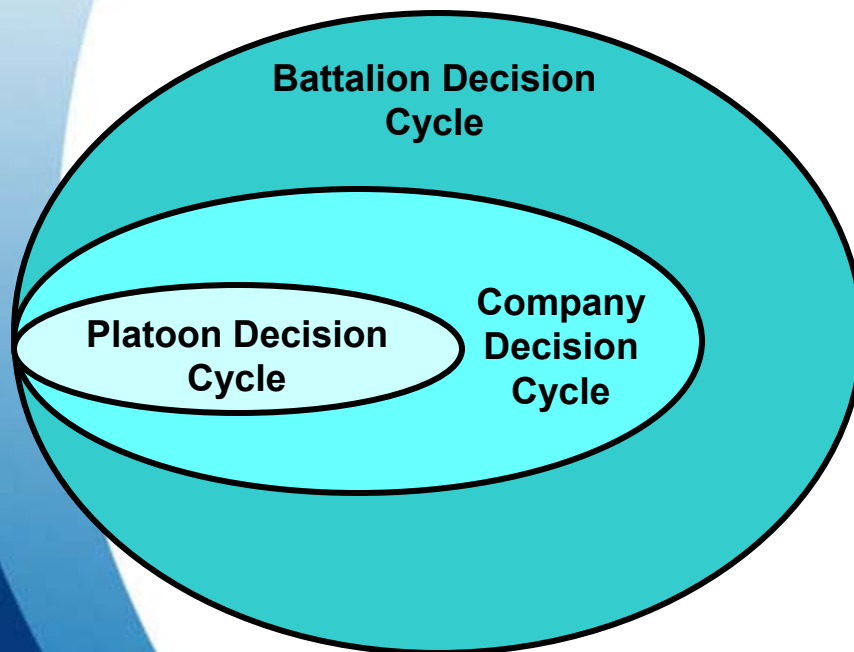 Battalion Decision
Cycle
Company
Decision
Cycle
Platoon Decision
Cycle